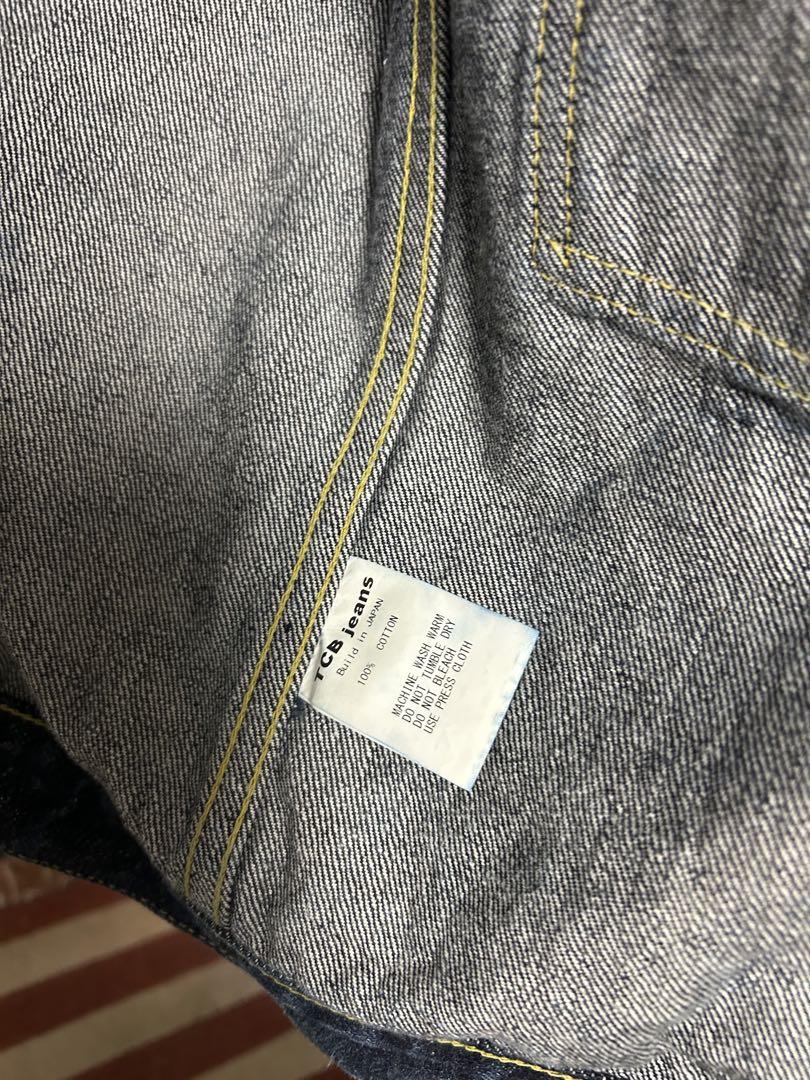 TCB jeans
Build in JAPAN
100% COTTON
MACHINE WASH WARM
DO NOT TUMBLE DRY
DO NOT BLEACH
USE PRESS CLOTH